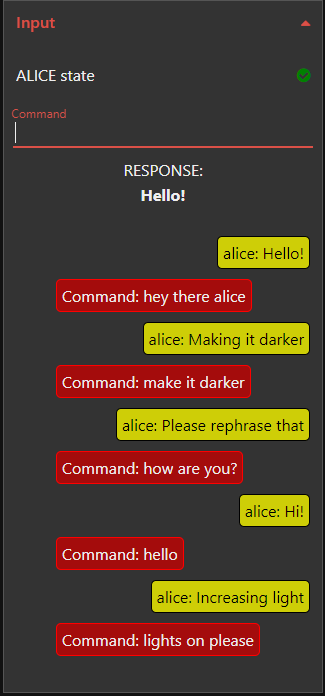 Input
ALICE state
Command
RESPONSE:
Hello!
alice: Hello!
Command: hey there alice
alice: Making it darker
Command: make it darker
alice: Please rephrase that
Command: how are you?
alice: Hi!
Command: hello
alice: Increasing light
Command: lights on please